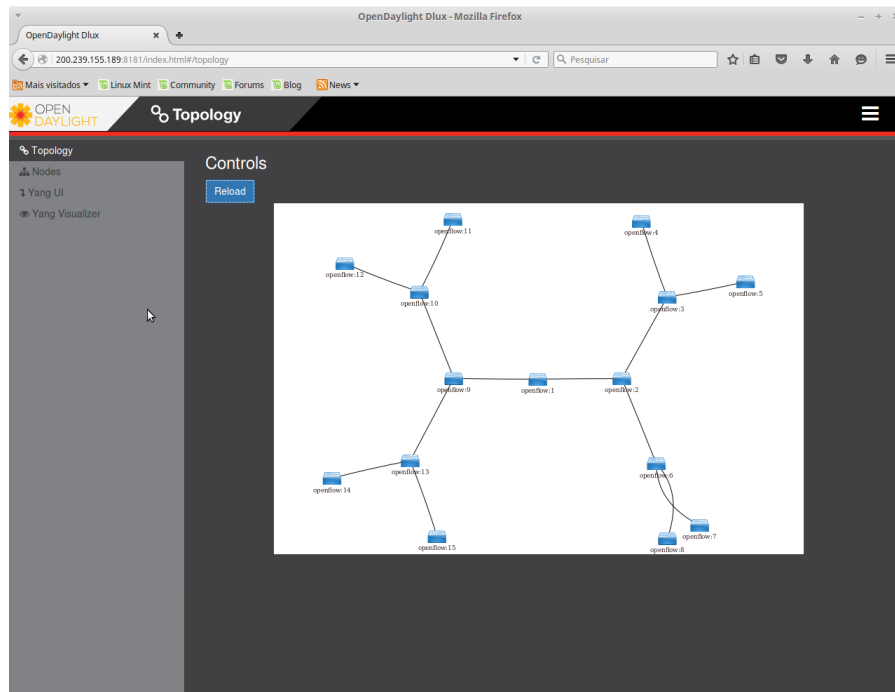 OpenDaylight Dlux - Mozilla Firefox
OpenDaylight Dlux
200.239.155.189:8181/index.html#/topology
Pesquisar
Mais visitados
Linux Mint
Community
Forums
Blog
News
OPEN
DAYLIGHT
Topology
Topology
Nodes
Yang UI
Yang Visualizer
Controls
Reload
openflow:11
openflow:4
openflow:12
openflow:5
openflow:10
openflow:3
openflow:9
openflow:1
openflow:2
openflow:13
openflow:6
openflow:14
openflow:7
openflow:15
openflow:8